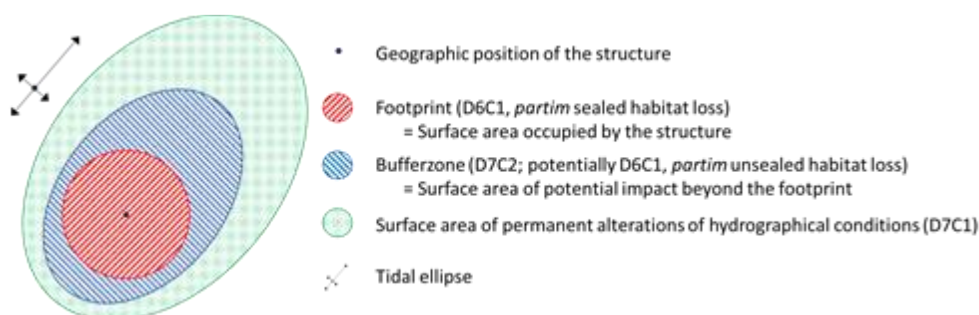 Geographic position of the structure
Footprint (D6C1, partim sealed habitat loss)
= Surface area occupied by the structure
Bufferzone (D7C2; potentially D6C1, partim unsealed habitat loss)
= Surface area of potential impact beyond the footprint
Surface area of permanent alterations of hydrographical conditions (D7C1)
Tidal ellipse